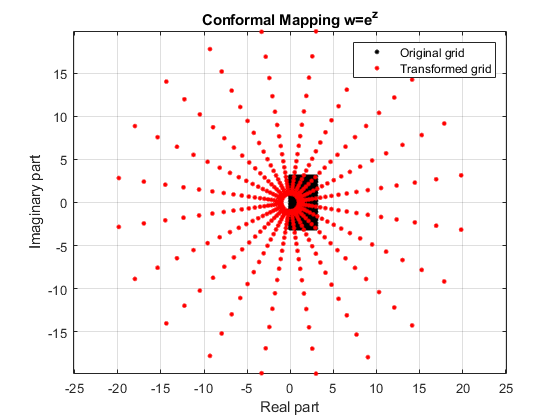 Conformal Mapping w=e^z
Original grid
Transformed grid
15
10
5
0
-5
-10
-15
Imaginary part
-25 -20 -15 -10 -5 0 5 10 15 20 25
Real part